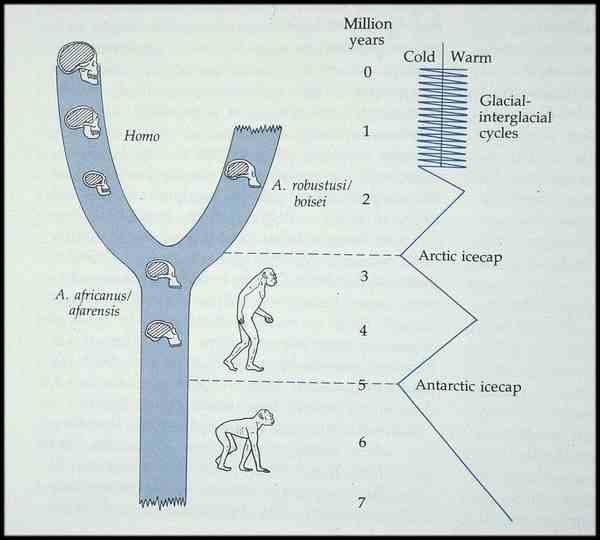 Million
years
Cold
Warm
0
Glacial-
interglacial
cycles
1
Homo
A. robustusi/
boisei
2
Arctic icecap
3
A. africanus/
afarensis
4
5
Antarctic icecap
6
7